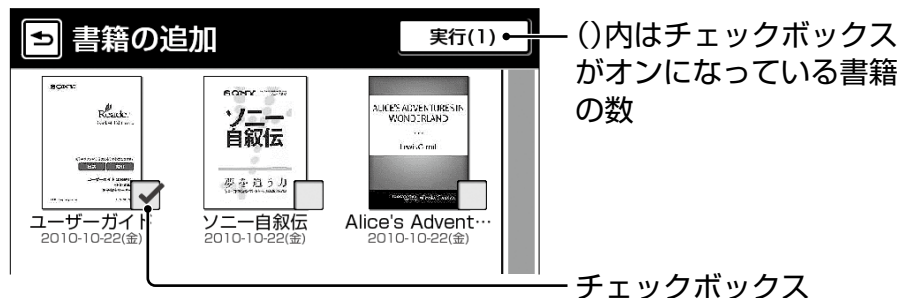 書籍の追加
実行(1)
()内はチェックボックス
がオンになっている書籍
の数
Reader
ソニー
自叙伝
夢を追う力
ALICE'S ADVENTURES IN
WONDERLAND
Lewis Carroll
ユーザーガイド
ソニー自叙伝
Alice's Advent…
2010-10-22(金)
2010-10-22(金)
2010-10-22(金)
チェックボックス